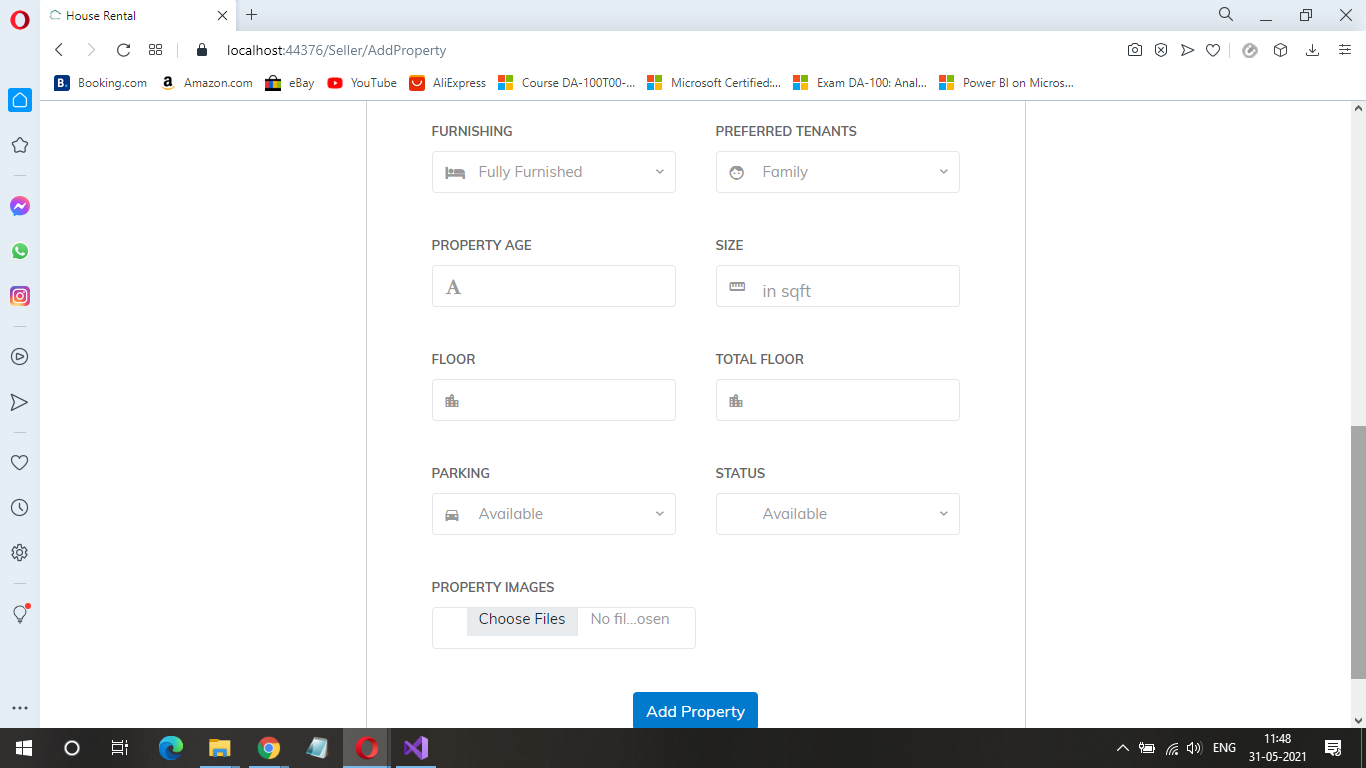 House Rental
localhost:44376/Seller/AddProperty
Booking.com Amazon.com eBay YouTube AliExpress Course DA-100T00-... Microsoft Certified:... Exam DA-100: Anal... Power BI on Micros...
FURNISHING PREFERRED TENANTS
Fully Furnished Family
PROPERTY AGE SIZE
A in sqft
FLOOR TOTAL FLOOR
PARKING STATUS
Available Available
PROPERTY IMAGES
Choose Files No fil...osen
Add Property
ENG 11:48
31-05-2021